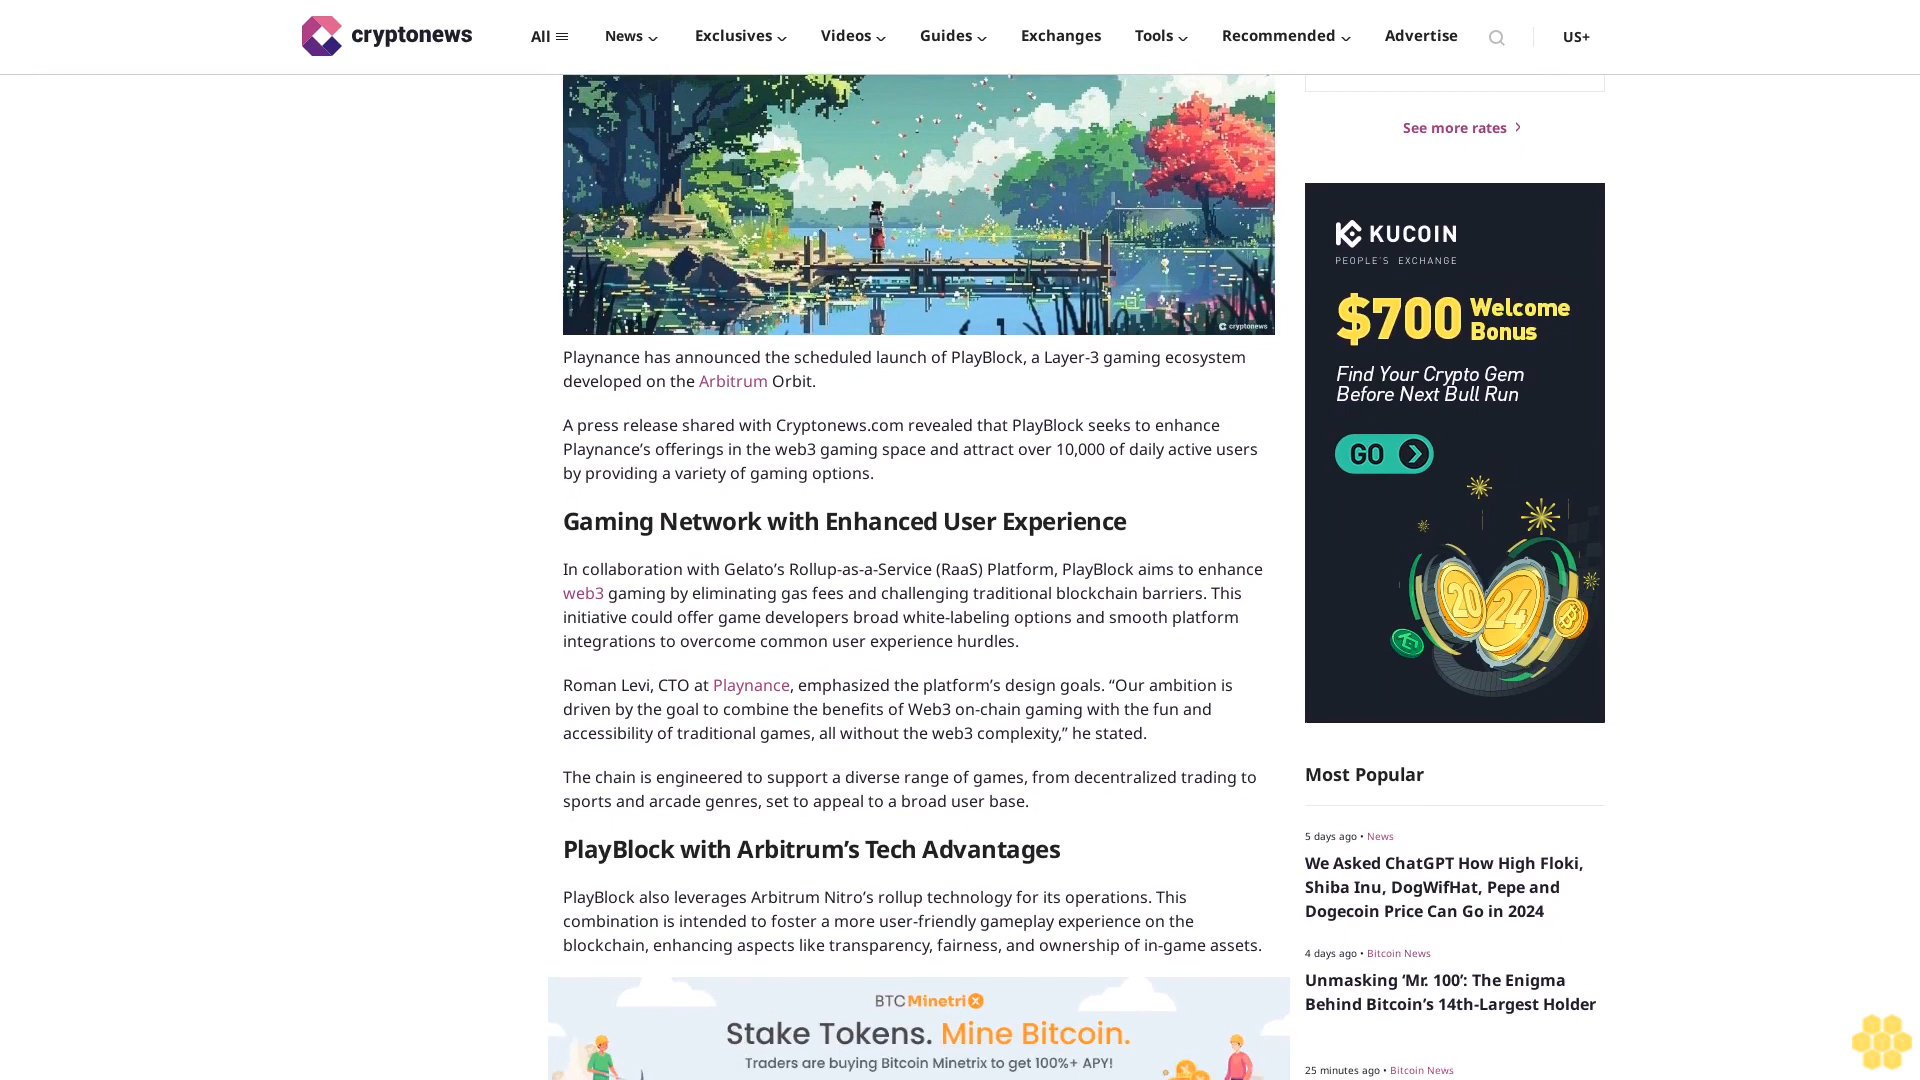 cryptonews
All
News
Exclusives
Videos
Guides
Exchanges
Tools
Recommended
Advertise
US+
cryptonews
Playnance has announced the scheduled launch of PlayBlock, a Layer-3 gaming ecosystem
developed on the Arbitrum Orbit.
A press release shared with Cryptonews.com revealed that PlayBlock seeks to enhance
Playnance’s offerings in the web3 gaming space and attract over 10,000 of daily active users
by providing a variety of gaming options.
Gaming Network with Enhanced User Experience
In collaboration with Gelato’s Rollup-as-a-Service (RaaS) Platform, PlayBlock aims to enhance
web3 gaming by eliminating gas fees and challenging traditional blockchain barriers. This
initiative could offer game developers broad white-labeling options and smooth platform
integrations to overcome common user experience hurdles.
Roman Levi, CTO at Playnance, emphasized the platform’s design goals. “Our ambition is
driven by the goal to combine the benefits of Web3 on-chain gaming with the fun and
accessibility of traditional games, all without the web3 complexity,” he stated.
The chain is engineered to support a diverse range of games, from decentralized trading to
sports and arcade genres, set to appeal to a broad user base.
PlayBlock with Arbitrum’s Tech Advantages
PlayBlock also leverages Arbitrum Nitro’s rollup technology for its operations. This
combination is intended to foster a more user-friendly gameplay experience on the
blockchain, enhancing aspects like transparency, fairness, and ownership of in-game assets.
BTC Minetrix
Stake Tokens. Mine Bitcoin.
Traders are buying Bitcoin Minetrix to get 100%+ APY!
See more rates
KUCOIN
PEOPLE'S EXCHANGE
$700 Welcome
Bonus
Find Your Crypto Gem
Before Next Bull Run
GO
20
24
Most Popular
5 days ago • News
We Asked ChatGPT How High Floki,
Shiba Inu, DogWifHat, Pepe and
Dogecoin Price Can Go in 2024
4 days ago • Bitcoin News
Unmasking ‘Mr. 100’: The Enigma
Behind Bitcoin’s 14th-Largest Holder
25 minutes ago • Bitcoin News